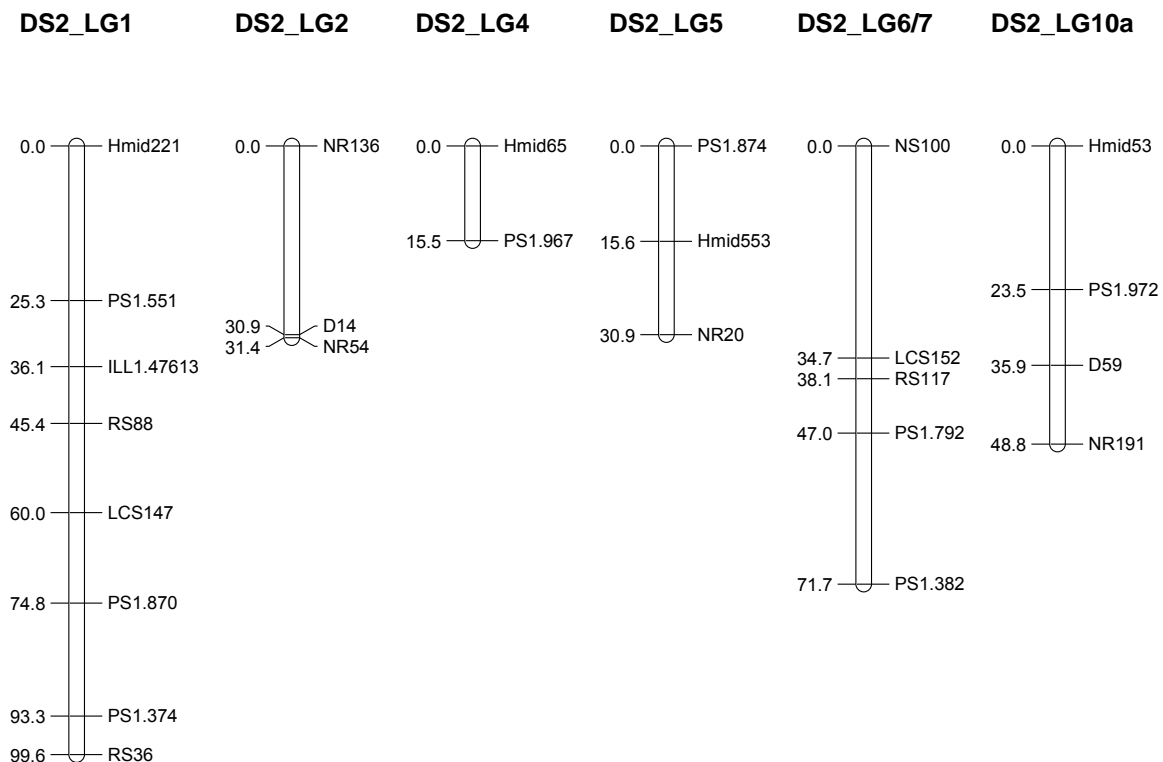 DS2_LG1 DS2_LG2 DS2_LG4 DS2_LG5 DS2_LG6/7 DS2_LG10a
0.0 Hmid221
25.3 PS1.551
36.1 ILL1.47613
45.4 RS88
60.0 LCS147
74.8 PS1.870
93.3 PS1.374
99.6 RS36
0.0 NR136
30.9 D14
31.4 NR54
0.0 Hmid65
15.5 PS1.967
0.0 PS1.874
15.6 Hmid553
30.9 NR20
0.0 NS100
34.7 LCS152
38.1 RS117
47.0 PS1.792
71.7 PS1.382
0.0 Hmid53
23.5 PS1.972
35.9 D59
48.8 NR191